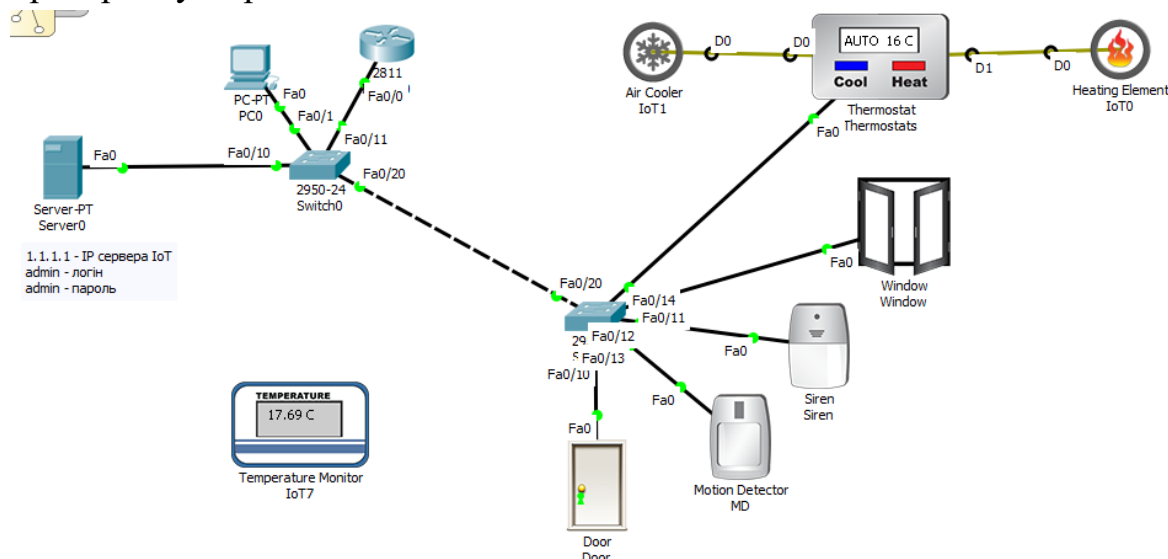 D0
D0
AUTO 16 C
Cool Heat
D1
D0
Air Cooler
IoT1
Thermostat
Thermostats
Heating Element
IoT0
Fa0
2811
Fa0/0
PC-PT
PC0
Fa0
Fa0/1
Fa0/11
Fa0
Fa0/10
Fa0/20
2950-24
Switch0
Server-PT
Server0
1.1.1.1 - IP сервера IoT
admin - логін
admin - пароль
Fa0
Window
Window
Fa0/20
Fa0/14
Fa0/11
Fa0/12
Fa0/13
Fa0/10
Fa0
Siren
Siren
Fa0
Motion Detector
MD
Fa0
Door
Door
TEMPERATURE
17.69 C
Temperature Monitor
IoT7